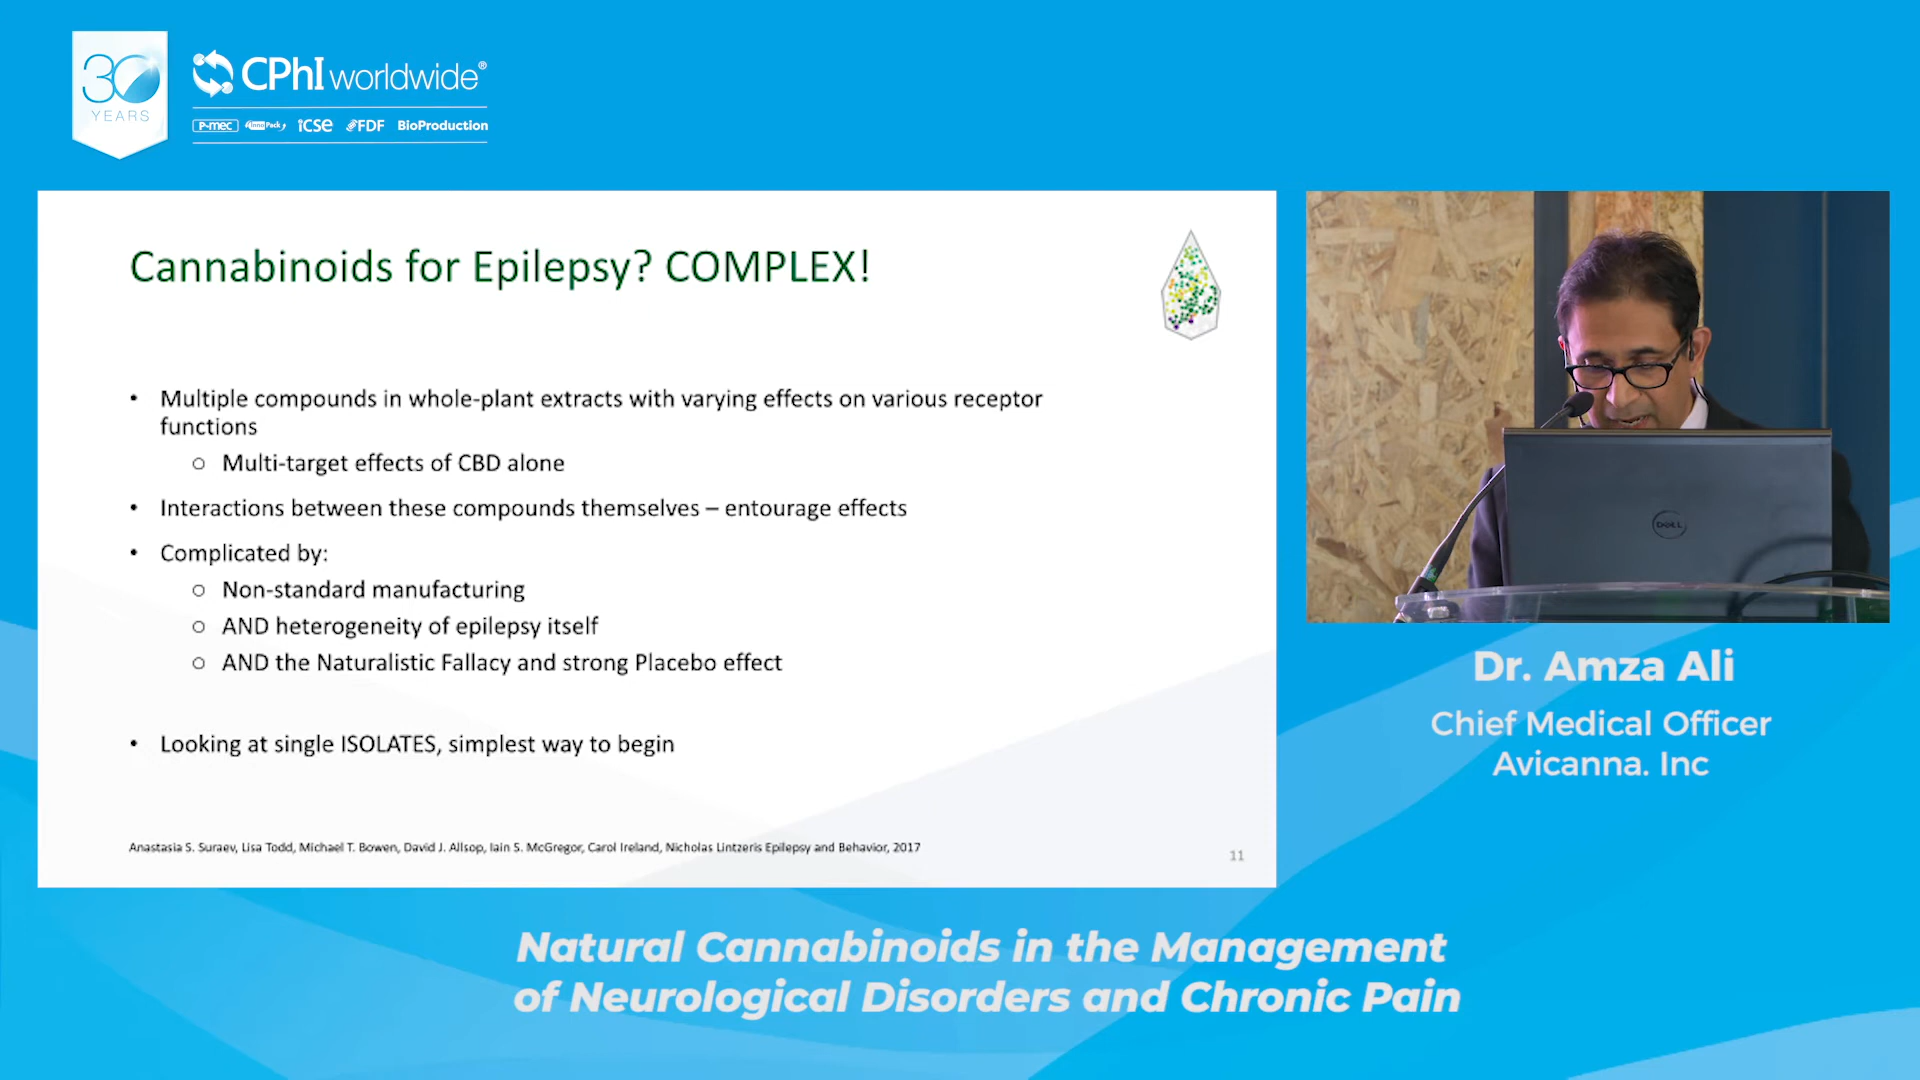 30
YEARS
CPhI worldwide®
P-mec InnoPack iCSE FDF BioProduction
Cannabinoids for Epilepsy? COMPLEX!
• Multiple compounds in whole-plant extracts with varying effects on various receptor
functions
○ Multi-target effects of CBD alone
• Interactions between these compounds themselves – entourage effects
• Complicated by:
○ Non-standard manufacturing
○ AND heterogeneity of epilepsy itself
○ AND the Naturalistic Fallacy and strong Placebo effect
• Looking at single ISOLATES, simplest way to begin
Anastasia S. Suraev, Lisa Todd, Michael T. Bowen, David J. Allsop, Iain S. McGregor, Carol Ireland, Nicholas Lintzeris Epilepsy and Behavior, 2017
11
DELL
Dr. Amza Ali
Chief Medical Officer
Avicanna. Inc
Natural Cannabinoids in the Management
of Neurological Disorders and Chronic Pain